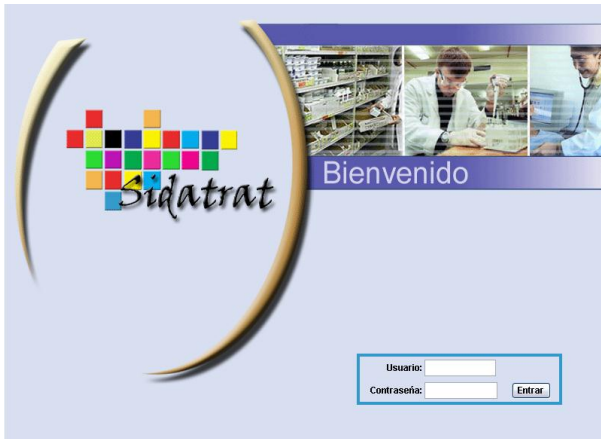 Bienvenido
Sidatrat
Usuario:
Contraseña:
Entrar